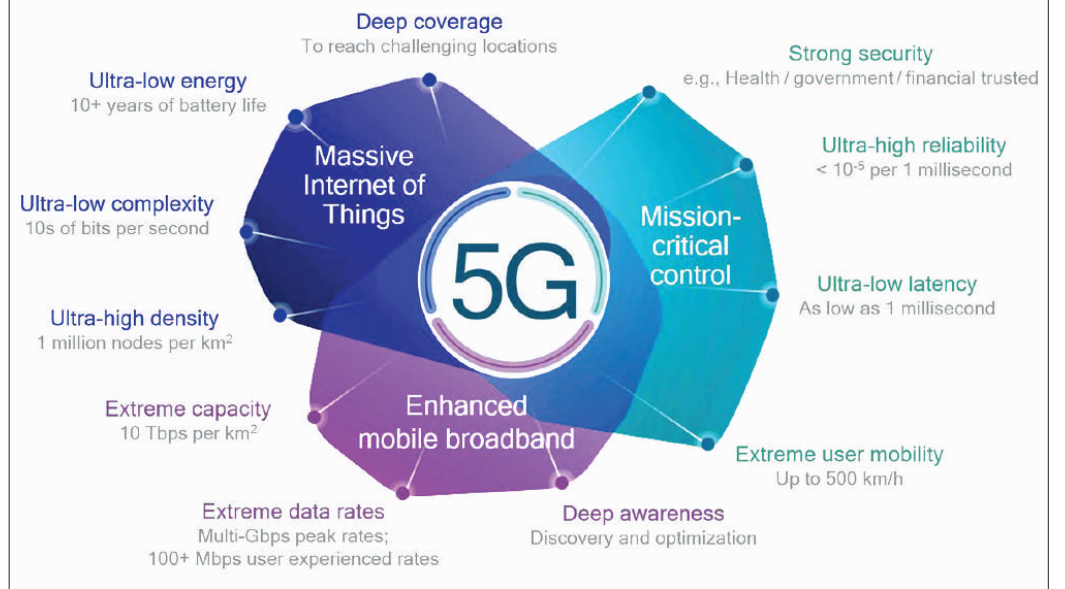 Deep coverage
To reach challenging locations
Strong security
e.g., Health / government / financial trusted
Ultra-low energy
10+ years of battery life
Ultra-high reliability
< 10⁻⁵ per 1 millisecond
Massive
Internet of
Things
Ultra-low complexity
10s of bits per second
Mission-
critical
control
5G
Ultra-low latency
As low as 1 millisecond
Ultra-high density
1 million nodes per km²
Extreme capacity
10 Tbps per km²
Enhanced
mobile broadband
Extreme user mobility
Up to 500 km/h
Extreme data rates
Multi-Gbps peak rates;
100+ Mbps user experienced rates
Deep awareness
Discovery and optimization